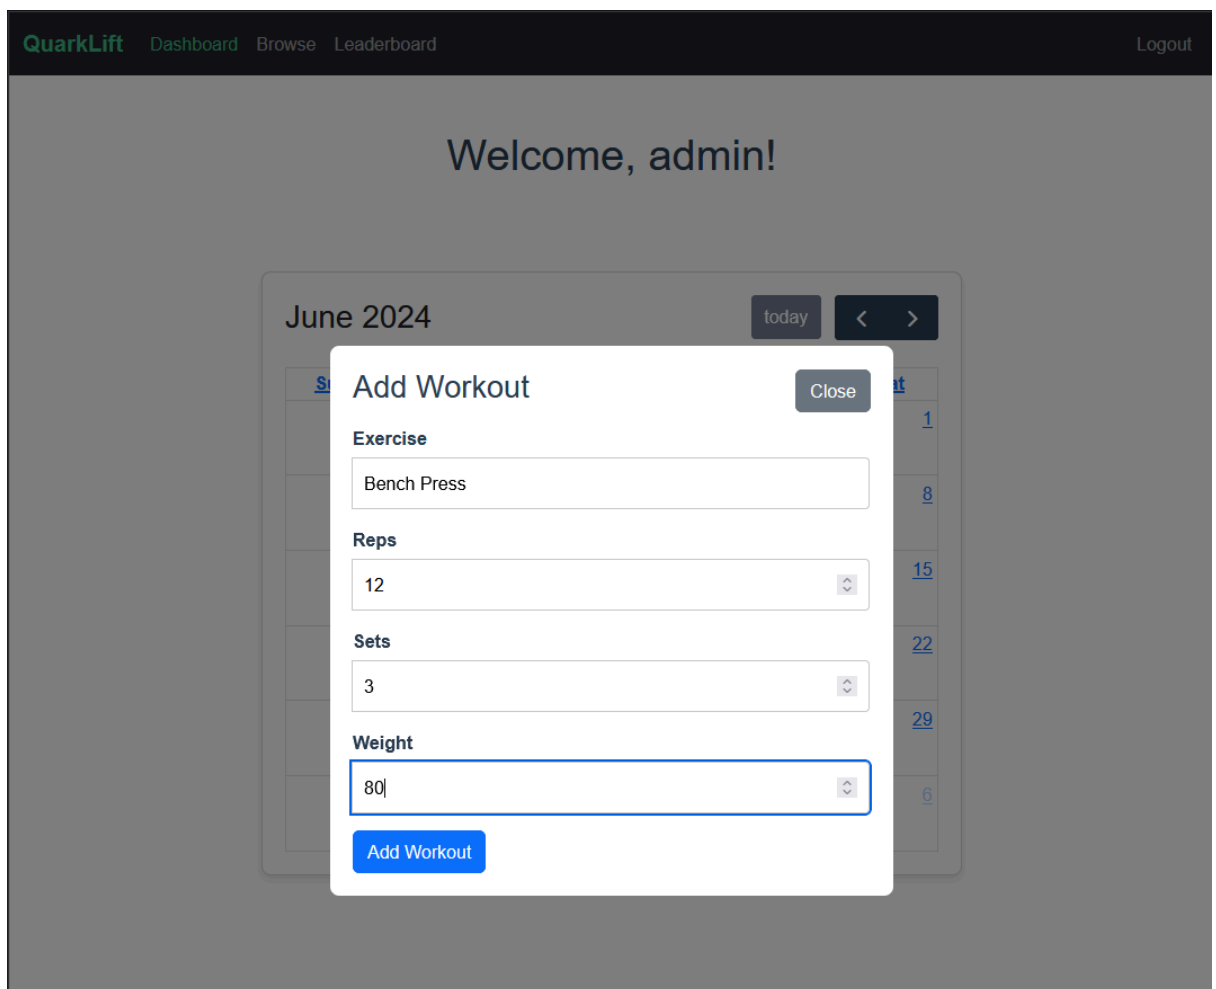 QuarkLift Dashboard Browse Leaderboard Logout
Welcome, admin!
June 2024 today
Add Workout Close
1
Exercise
Bench Press
8
Reps
12
15
Sets
3
22
29
Weight
80
6
Add Workout